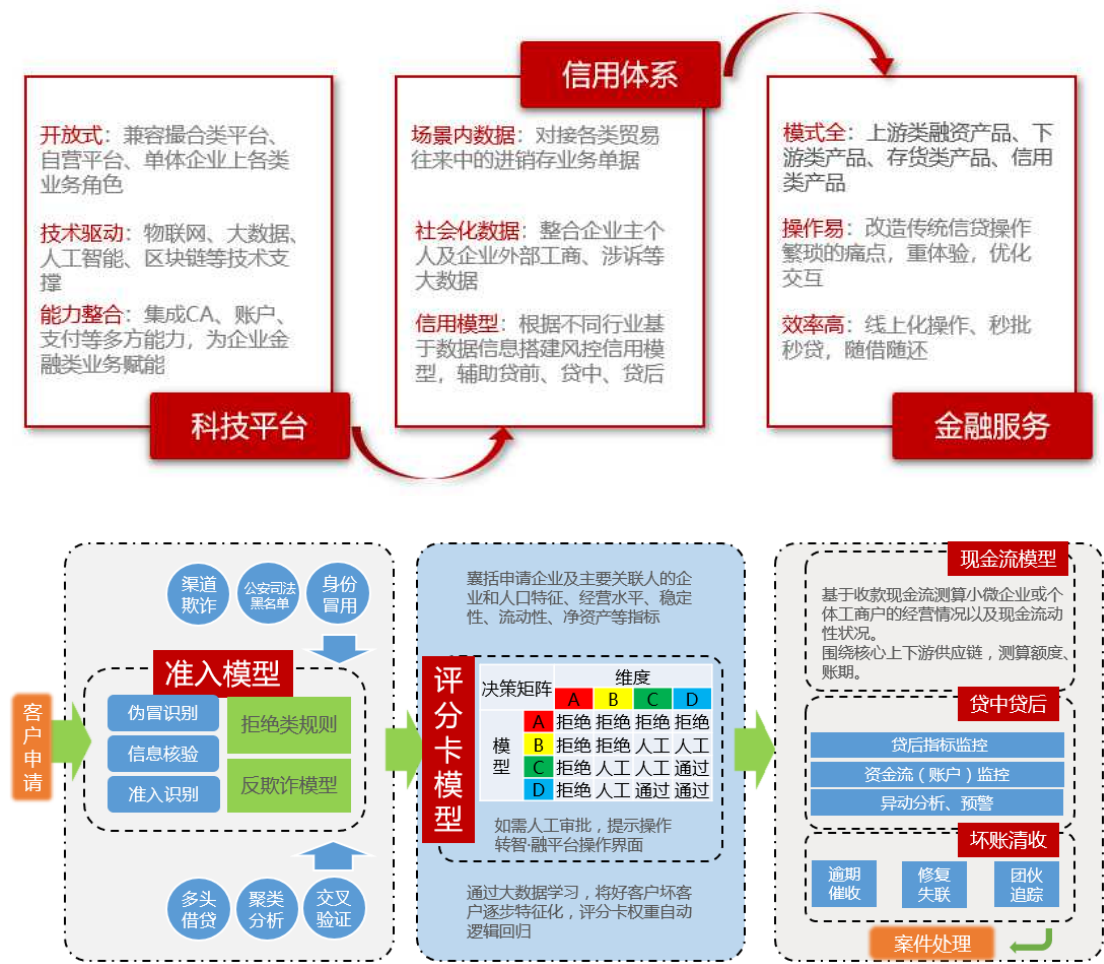 信用体系
开放式：兼容撮合类平台、
自营平台、单体企业上各类
业务角色
技术驱动：物联网、大数据、
人工智能、区块链等技术支
撑
能力整合：集成CA、账户、
支付等多方能力，为企业金
融类业务赋能
科技平台
场景内数据：对接各类贸易
往来中的进销存业务单据
社会化数据：整合企业主个
人及企业外部工商、涉诉等
大数据
信用模型：根据不同行业基
于数据信息搭建风控信用模
型，辅助贷前、贷中、贷后
模式全：上游类融资产品、下
游类产品、存货类产品、信用
类产品
操作易：改造传统信贷操作
繁琐的痛点，重体验，优化
交互
效率高：线上化操作、秒批
秒贷，随借随还
金融服务
客户申请
渠道
欺诈
公安司法
黑名单
身份
冒用
准入模型
伪冒识别
信息核验
准入识别
拒绝类规则
反欺诈模型
多头
借贷
聚类
分析
交叉
验证
囊括申请企业及主要关联人的企
业和人口特征、经营水平、稳定
性、流动性、净资产等指标
评分卡模型
决策矩阵 维度
A B C D
模型
A 拒绝 拒绝 拒绝 拒绝
B 拒绝 拒绝 人工 人工
C 拒绝 人工 人工 通过
D 拒绝 人工 通过 通过
如需人工审批，提示操作
转智·融平台操作界面
通过大数据学习，将好客户坏客
户逐步特征化，评分卡权重自动
逻辑回归
现金流模型
基于收款现金流测算小微企业或个
体工商户的经营情况以及现金流动
性状况。
围绕核心上下游供应链，测算额度、
账期。
贷中贷后
贷后指标监控
资金流（账户）监控
异动分析、预警
坏账清收
逾期
催收
修复
失联
团伙
追踪
案件处理